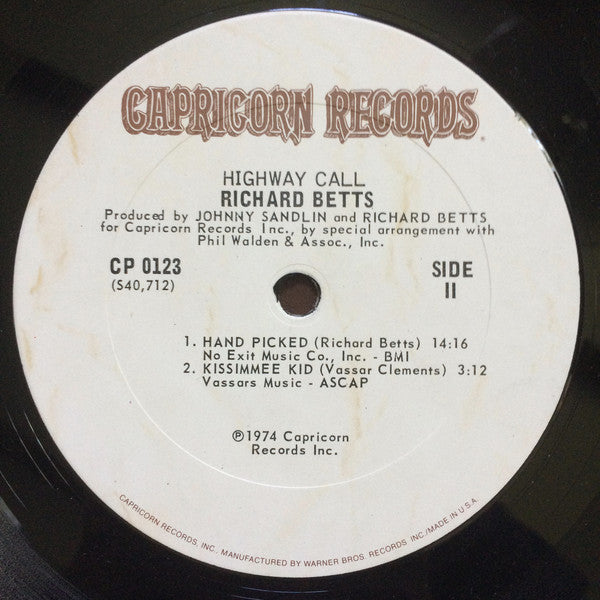 CAPRICORN RECORDS
HIGHWAY CALL
RICHARD BETTS
Produced by JOHNNY SANDLIN and RICHARD BETTS
for Capricorn Records Inc., by special arrangement with
Phil Walden & Assoc., Inc.
CP 0123
(S40,712)
SIDE
II
1. HAND PICKED (Richard Betts) 14:16
No Exit Music Co., Inc. - BMI
2. KISSIMMEE KID (Vassar Clements) 3:12
Vassars Music - ASCAP
℗1974 Capricorn
Records Inc.
CAPRICORN RECORDS, INC., MANUFACTURED BY WARNER BROS. RECORDS INC./MADE IN U.S.A.